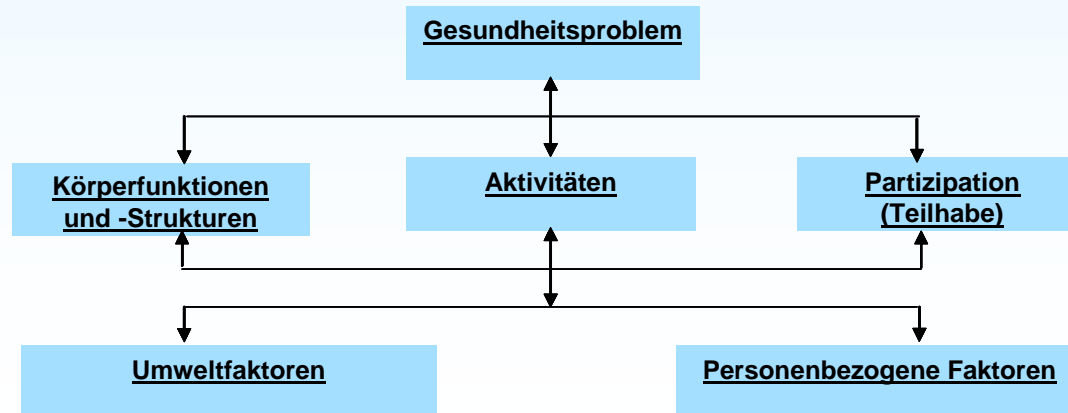 Gesundheitsproblem
Körperfunktionen
und -Strukturen
Aktivitäten
Partizipation
(Teilhabe)
Umweltfaktoren
Personenbezogene Faktoren